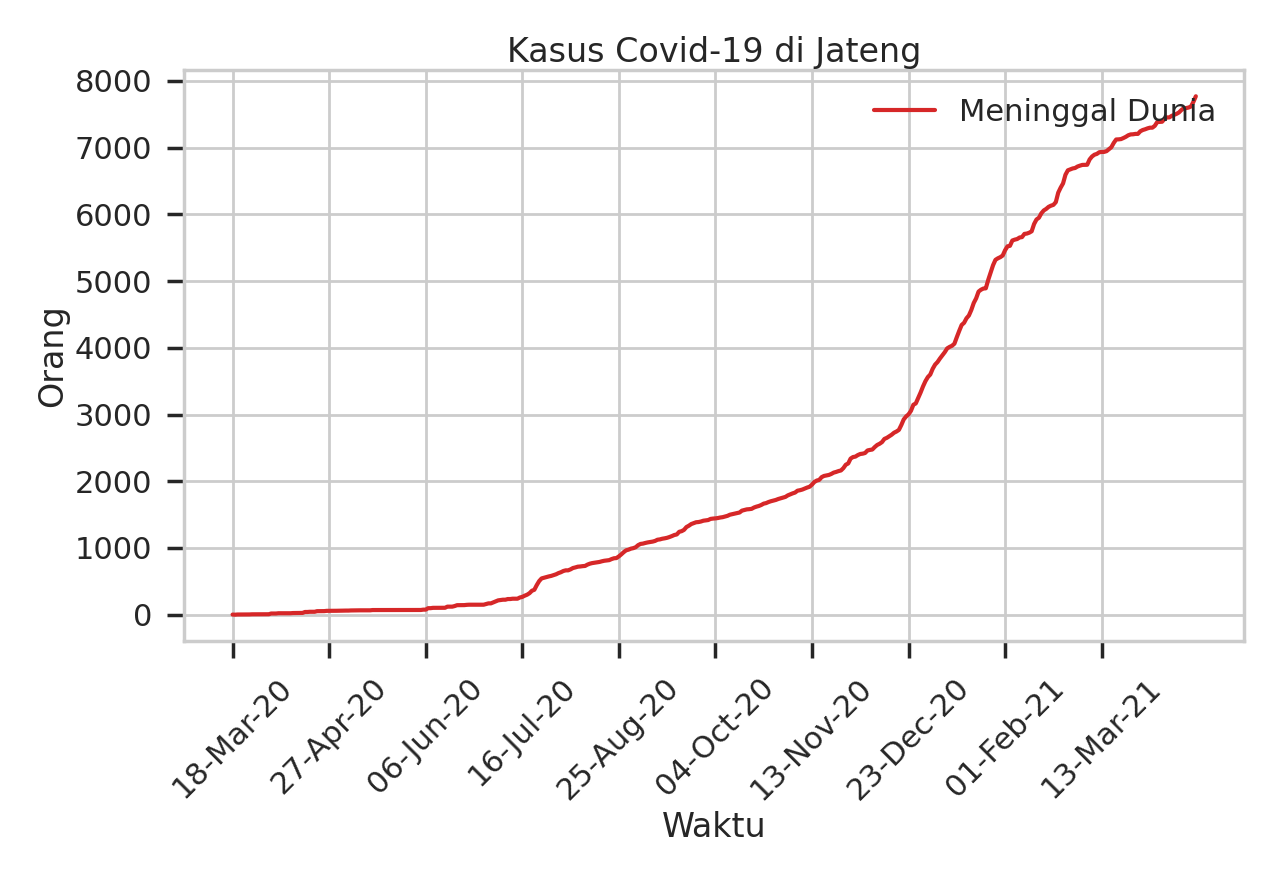 Kasus Covid-19 di Jateng
Meninggal Dunia
8000
7000
6000
5000
4000
3000
2000
1000
0
Orang
18-Mar-20
27-Apr-20
06-Jun-20
16-Jul-20
25-Aug-20
04-Oct-20
13-Nov-20
23-Dec-20
01-Feb-21
13-Mar-21
Waktu